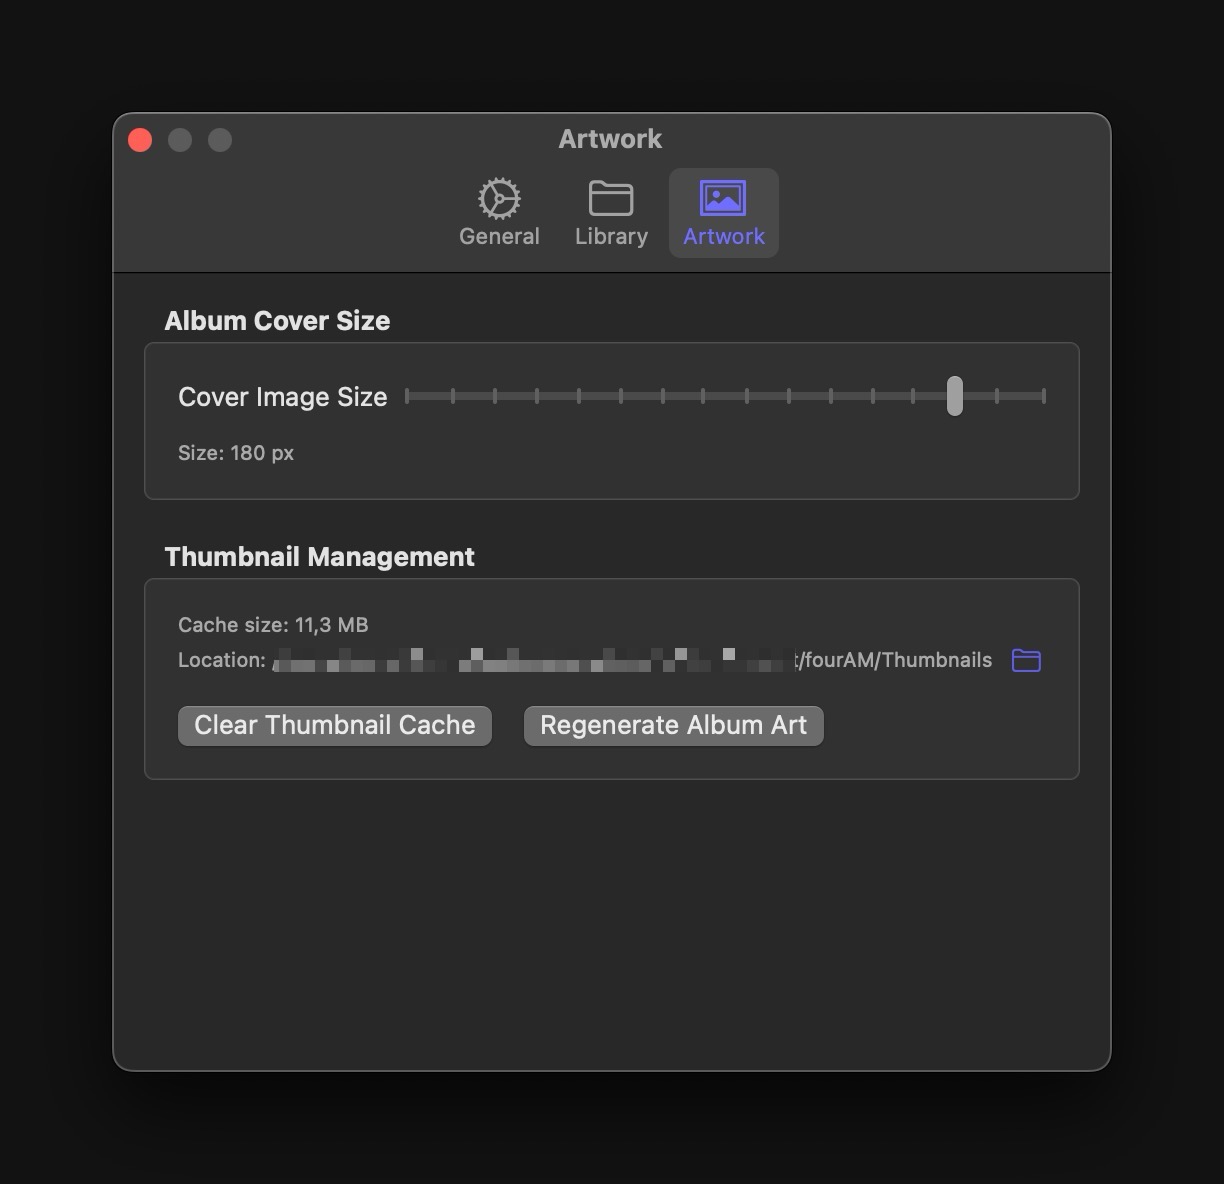 Artwork
General Library Artwork
Album Cover Size
Cover Image Size
Size: 180 px
Thumbnail Management
Cache size: 11,3 MB
Location: /fourAM/Thumbnails
Clear Thumbnail Cache Regenerate Album Art